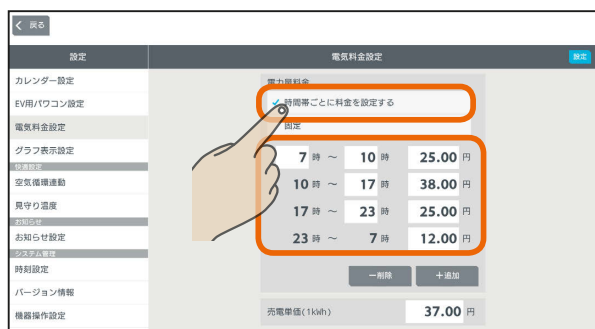 戻る
設定
電気料金設定
設定
カレンダー設定
EV用パワコン設定
電気料金設定
グラフ表示設定
快適設定
空気循環連動
見守り温度
お知らせ
お知らせ設定
システム管理
時刻設定
バージョン情報
機器操作設定
電力量料金
時間帯ごとに料金を設定する
固定
7 時 ～ 10 時 25.00 円
10 時 ～ 17 時 38.00 円
17 時 ～ 23 時 25.00 円
23 時 ～ 7 時 12.00 円
－削除 ＋追加
売電単価(1kWh) 37.00 円